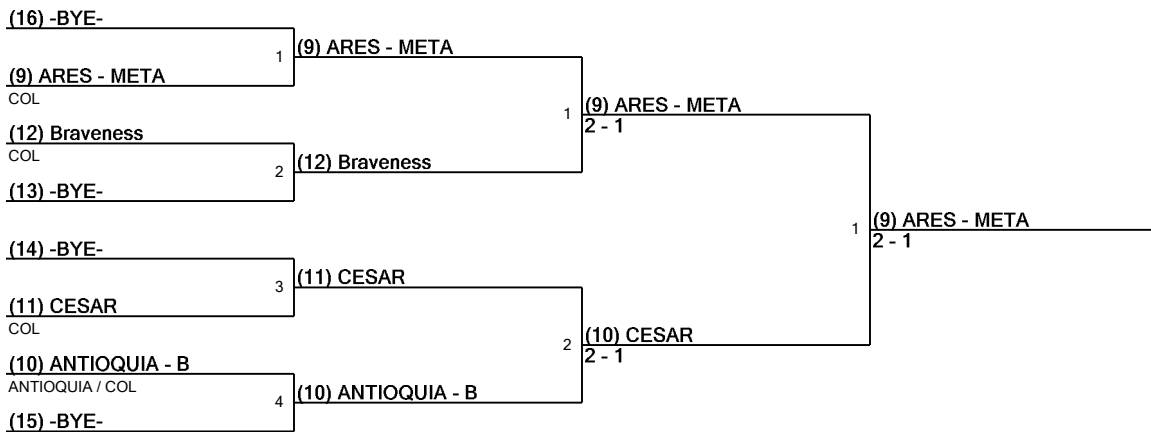 (16) -BYE-
1
(9) ARES - META
(9) ARES - META
COL
1
(9) ARES - META
2 - 1
(12) Braveness
COL
2
(12) Braveness
(13) -BYE-
1
(9) ARES - META
2 - 1
(14) -BYE-
3
(11) CESAR
(11) CESAR
COL
2
(10) CESAR
2 - 1
(10) ANTIOQUIA - B
ANTIOQUIA / COL
4
(10) ANTIOQUIA - B
(15) -BYE-